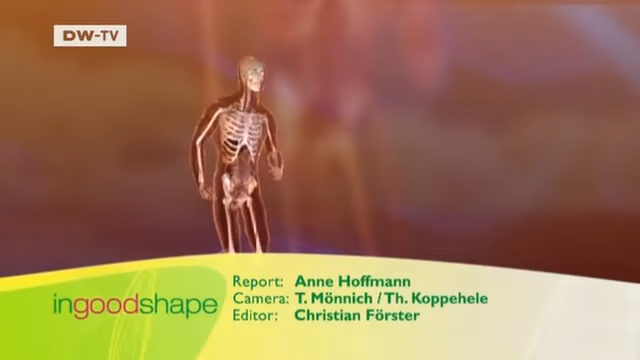 DW-TV
Report: Anne Hoffmann
Camera: T. Mönnich / Th. Koppehele
Editor: Christian Förster
ingoodshape